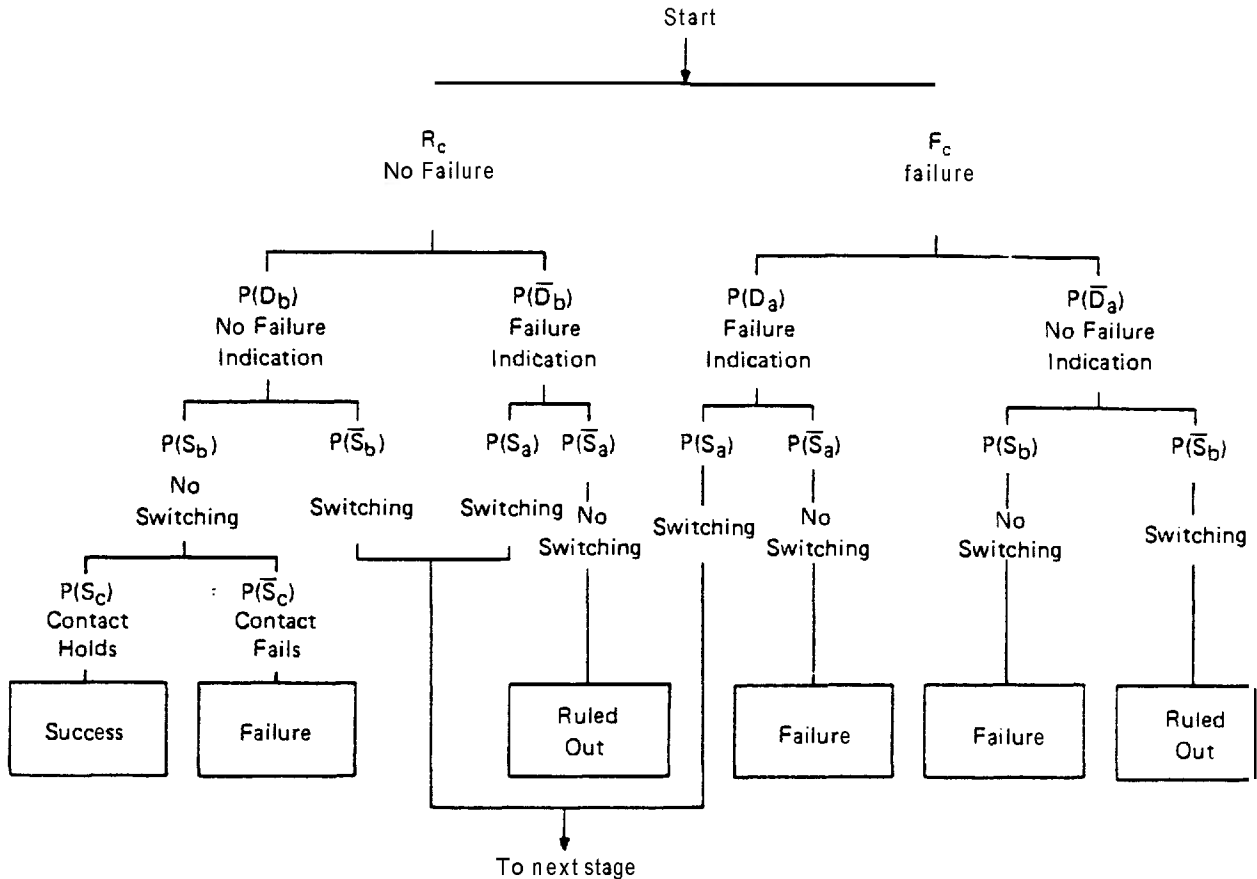 Start
R_c
No Failure
F_c
failure
P(D_b)
No Failure
Indication
P(D̅_b)
Failure
Indication
P(D_a)
Failure
Indication
P(D̅_a)
No Failure
Indication
P(S_b)
No
Switching
P(S̅_b)
Switching
P(S_a)
Switching
P(S̅_a)
No
Switching
P(S_a)
Switching
P(S̅_a)
No
Switching
P(S_b)
No
Switching
P(S̅_b)
Switching
P(S_c)
Contact
Holds
P(S̅_c)
Contact
Fails
Success
Failure
Ruled
Out
Failure
Failure
Ruled
Out
To next stage